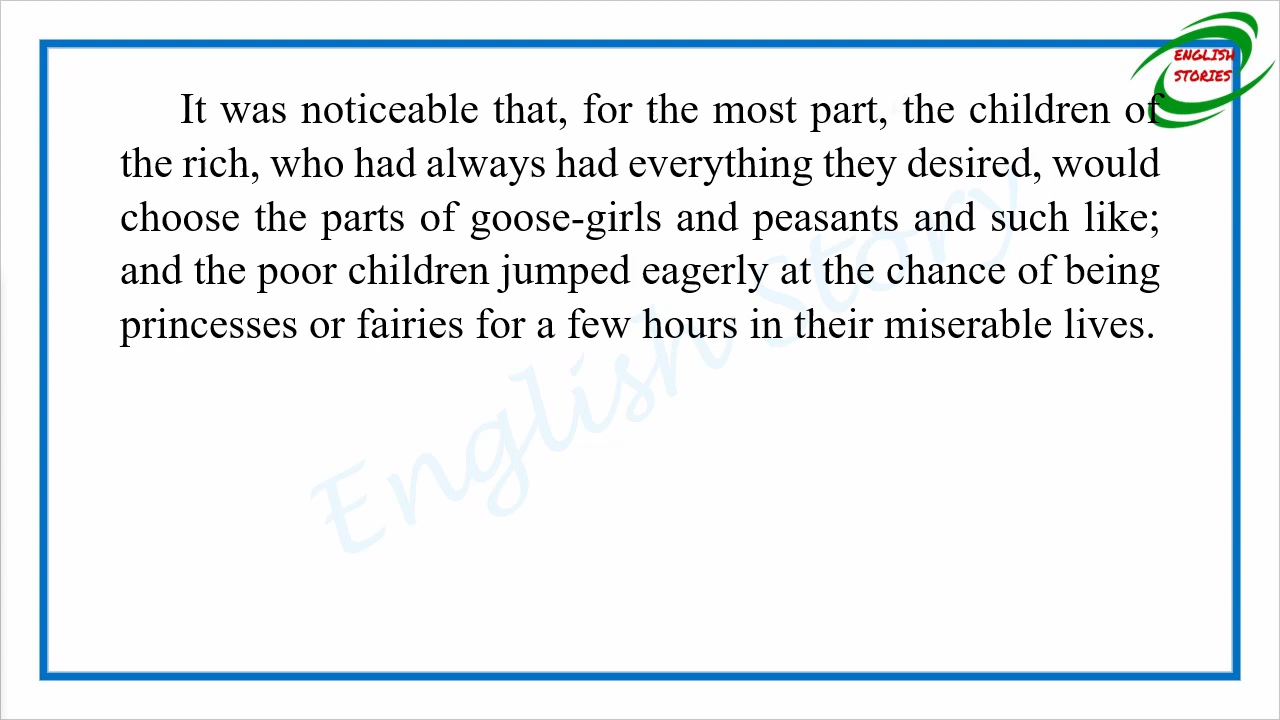 ENGLISH
STORIES
It was noticeable that, for the most part, the children of
the rich, who had always had everything they desired, would
choose the parts of goose-girls and peasants and such like;
and the poor children jumped eagerly at the chance of being
princesses or fairies for a few hours in their miserable lives.
English Story